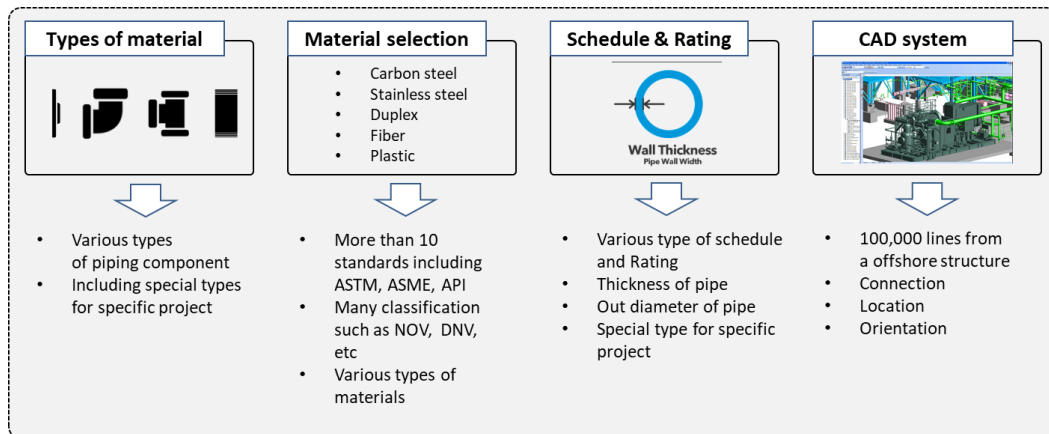 Types of material
Various types
of piping component
Including special types
for specific project
Material selection
Carbon steel
Stainless steel
Duplex
Fiber
Plastic
More than 10
standards including
ASTM, ASME, API
Many classification
such as NOV, DNV,
etc
Various types of
materials
Schedule & Rating
Wall Thickness
Pipe Wall Width
Various type of schedule
and Rating
Thickness of pipe
Out diameter of pipe
Special type for specific
project
CAD system
100,000 lines from
a offshore structure
Connection
Location
Orientation